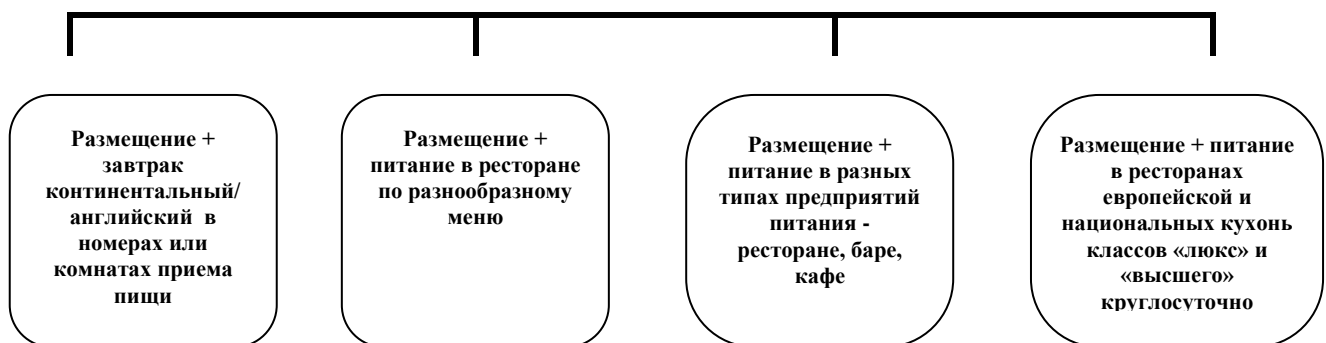 Размещение +
завтрак
континентальный/
английский в
номерах или
комнатах приема
пищи
Размещение +
питание в ресторане
по разнообразному
меню
Размещение +
питание в разных
типах предприятий
питания -
ресторане, баре,
кафе
Размещение + питание
в ресторанах
европейской и
национальных кухонь
классов «люкс» и
«высшего»
круглосуточно